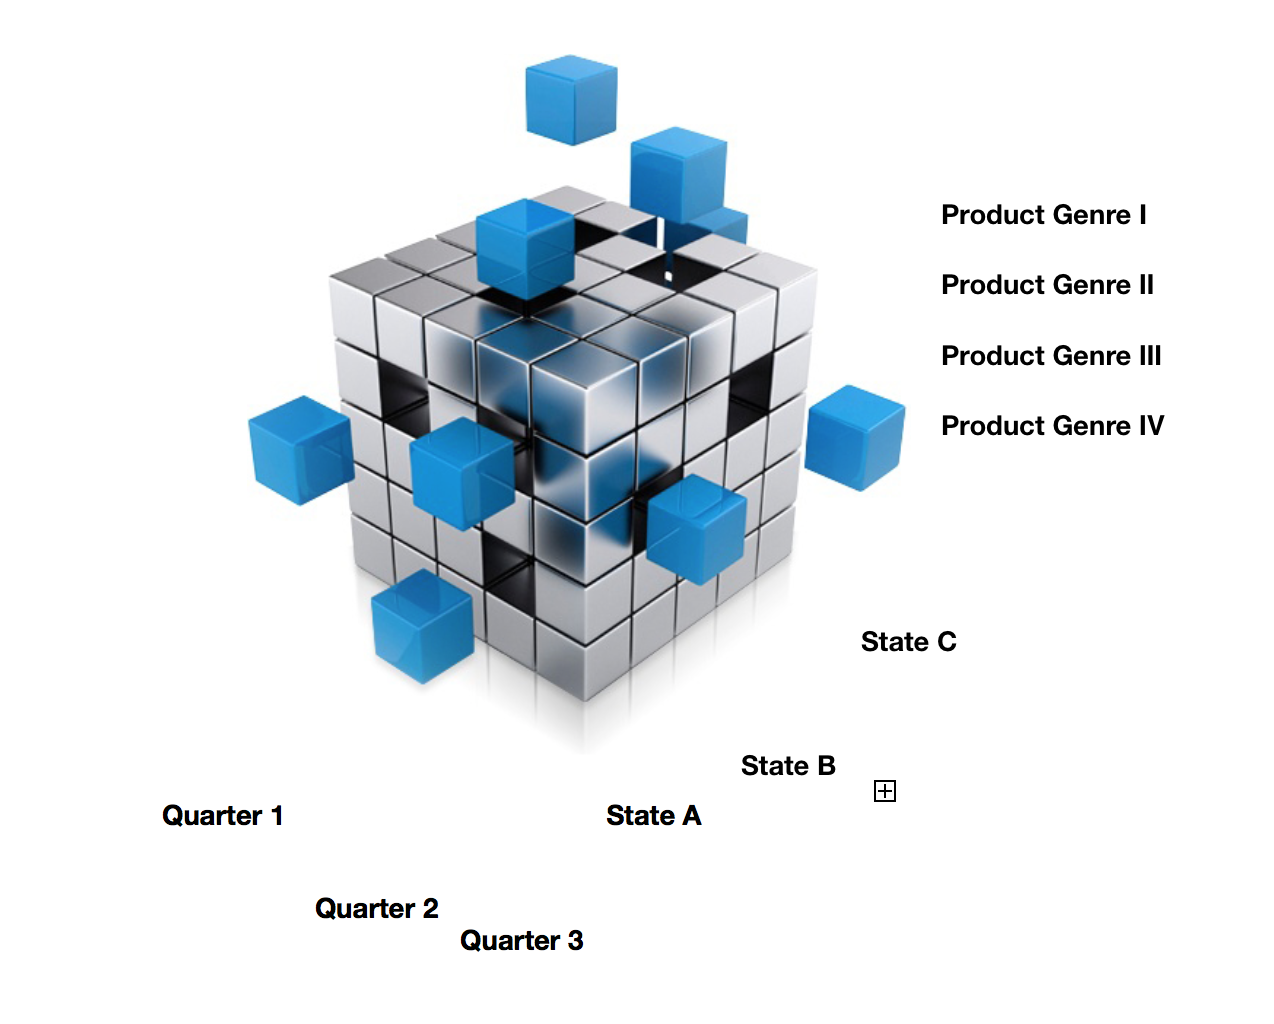 Product Genre I
Product Genre II
Product Genre III
Product Genre IV
State C
State B
Quarter 1
State A
Quarter 2
Quarter 3